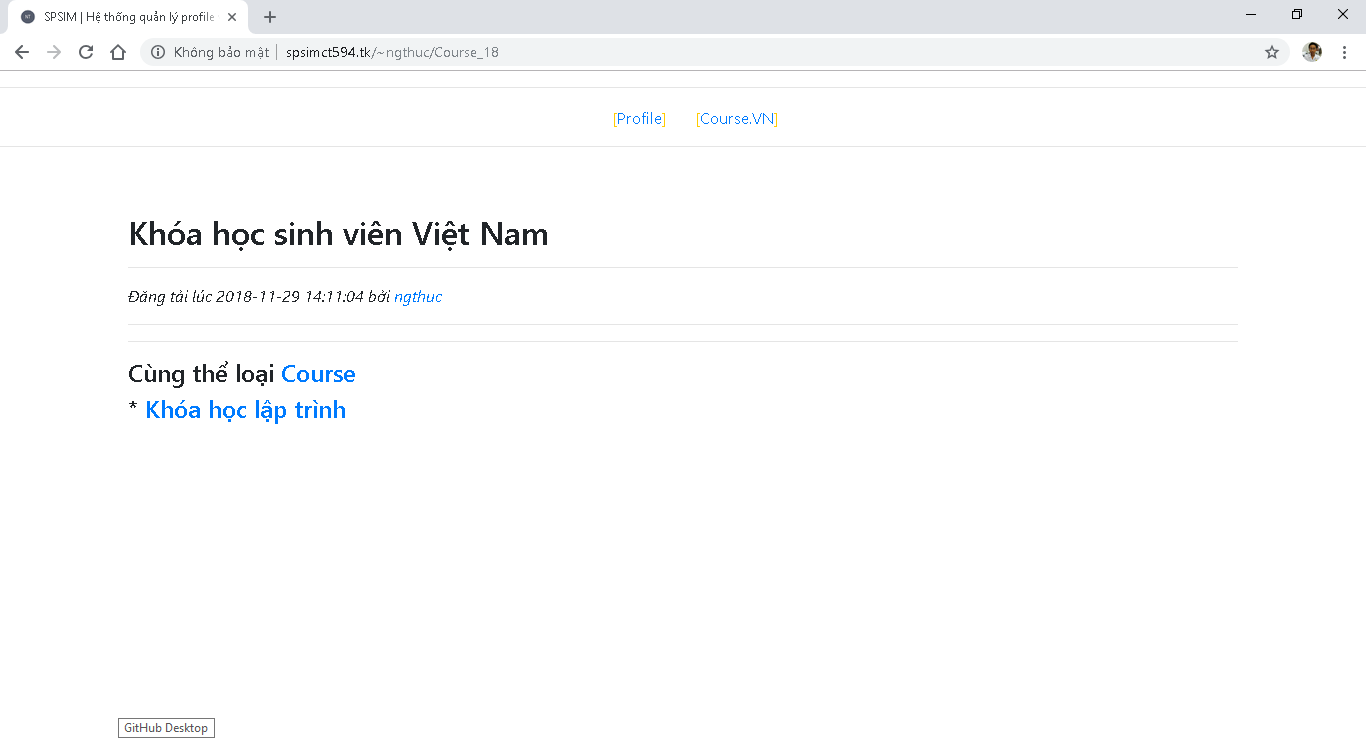 SPSIM | Hệ thống quản lý profile
Không bảo mật | spsimct594.tk/~ngthuc/Course_18
[Profile] [Course.VN]
Khóa học sinh viên Việt Nam
Đăng tải lúc 2018-11-29 14:11:04 bởi ngthuc
Cùng thể loại Course
* Khóa học lập trình
GitHub Desktop